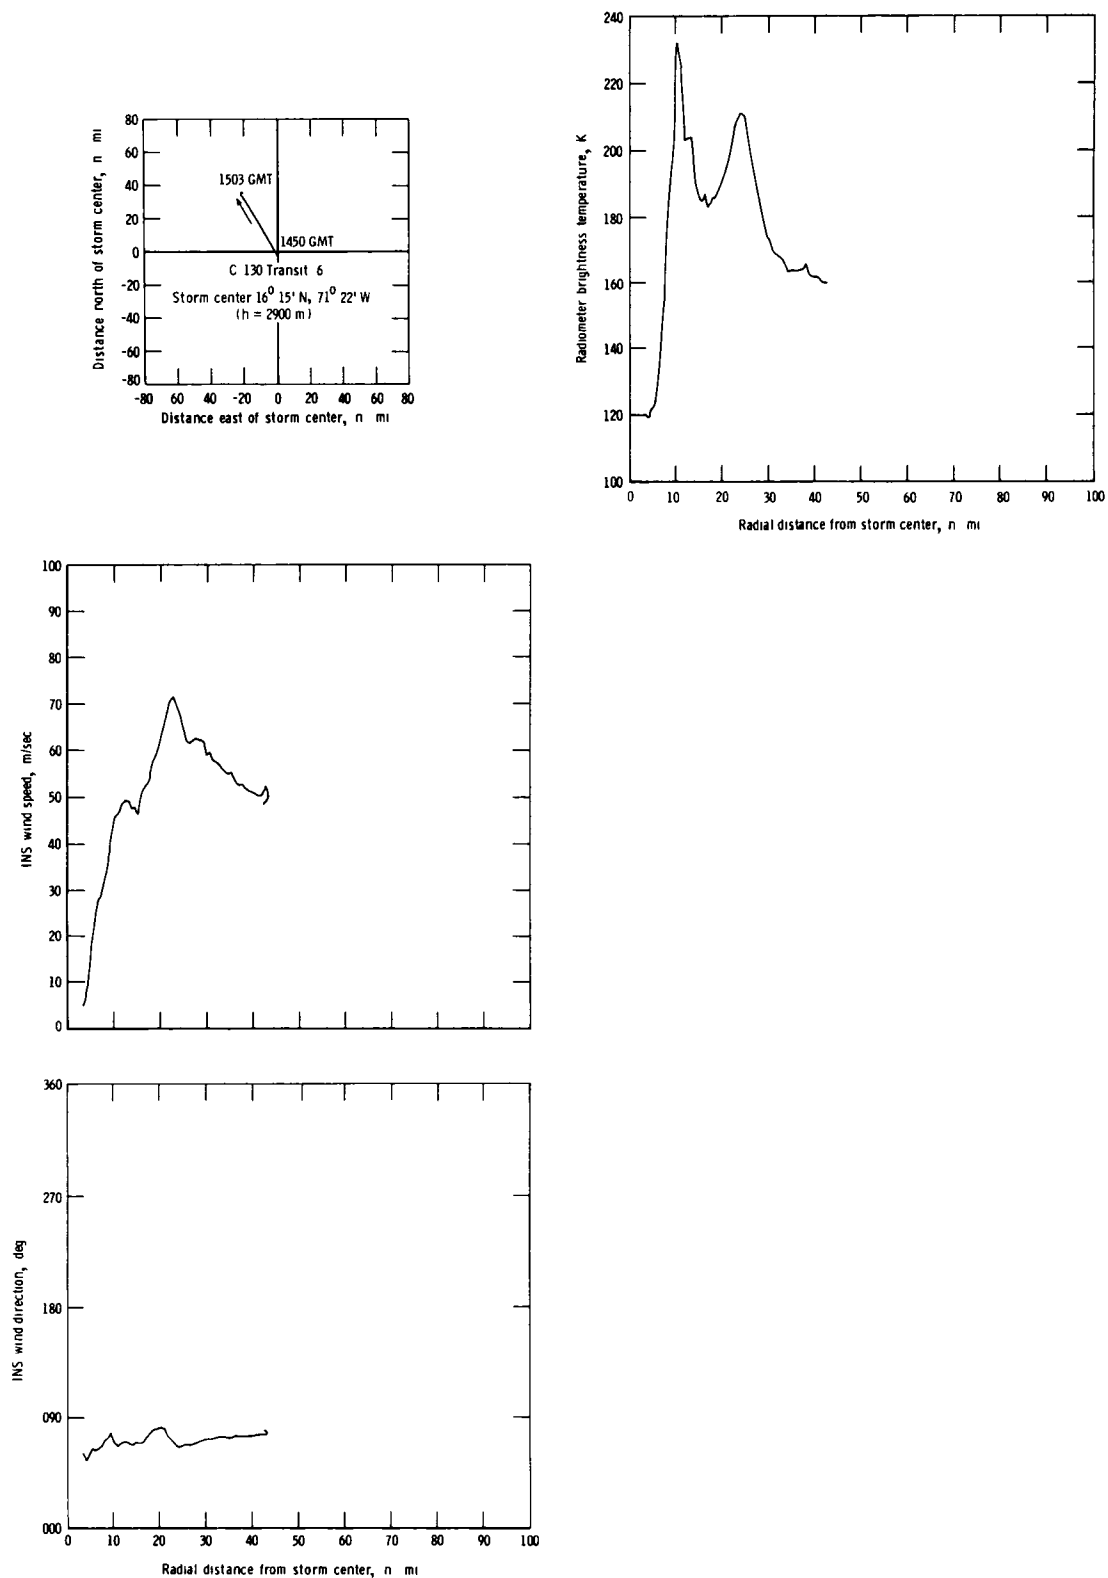 80
60
40
20
0
-20
-40
-60
-80
Distance north of storm center, n mi
1503 GMT
1450 GMT
C 130 Transit 6
Storm center 16° 15' N, 71° 22' W
(h = 2900 m)
-80 60 40 -20 0 20 40 60 80
Distance east of storm center, n mi
240
220
200
180
160
140
120
100
Radiometer brightness temperature, K
0 10 20 30 40 50 60 70 80 90 100
Radial distance from storm center, n mi
100
90
80
70
60
50
40
30
20
10
0
INS wind speed, m/sec
360
270
180
090
000
INS wind direction, deg
0 10 20 30 40 50 60 70 80 90 100
Radial distance from storm center, n mi